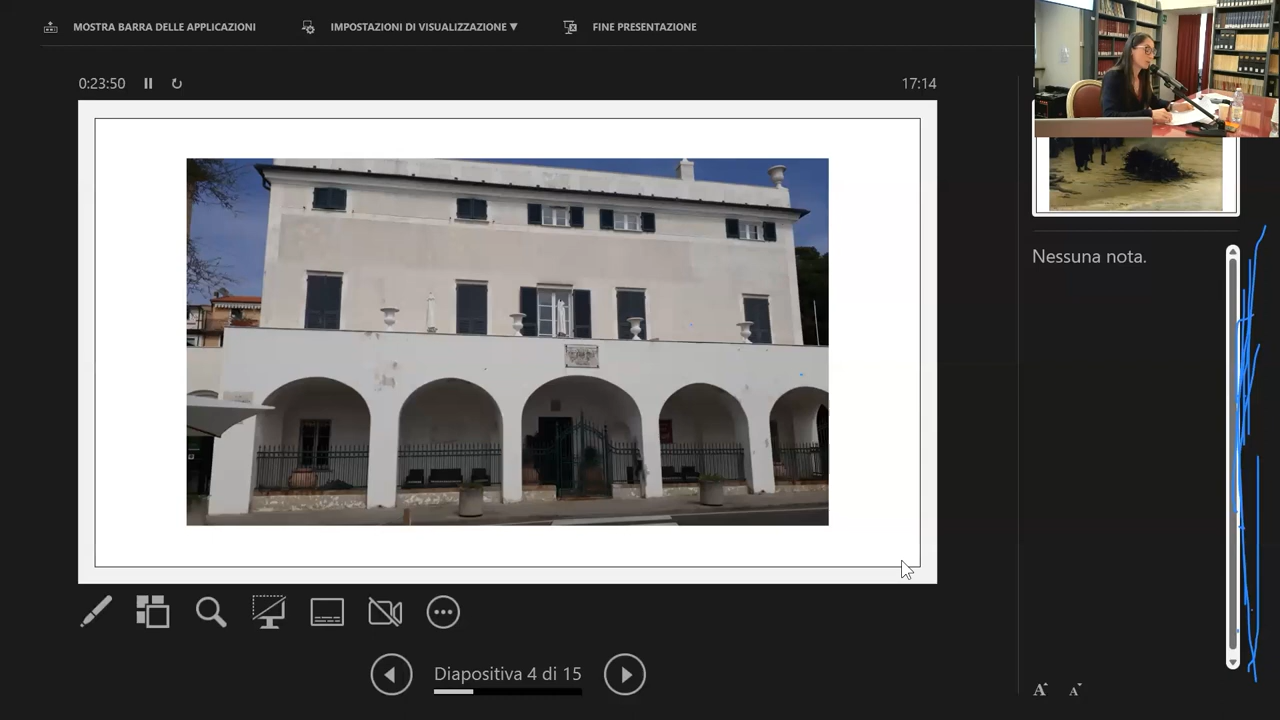 MOSTRA BARRA DELLE APPLICAZIONI
IMPOSTAZIONI DI VISUALIZZAZIONE ▼
FINE PRESENTAZIONE
0:23:50
17:14
Nessuna nota.
Diapositiva 4 di 15
A A